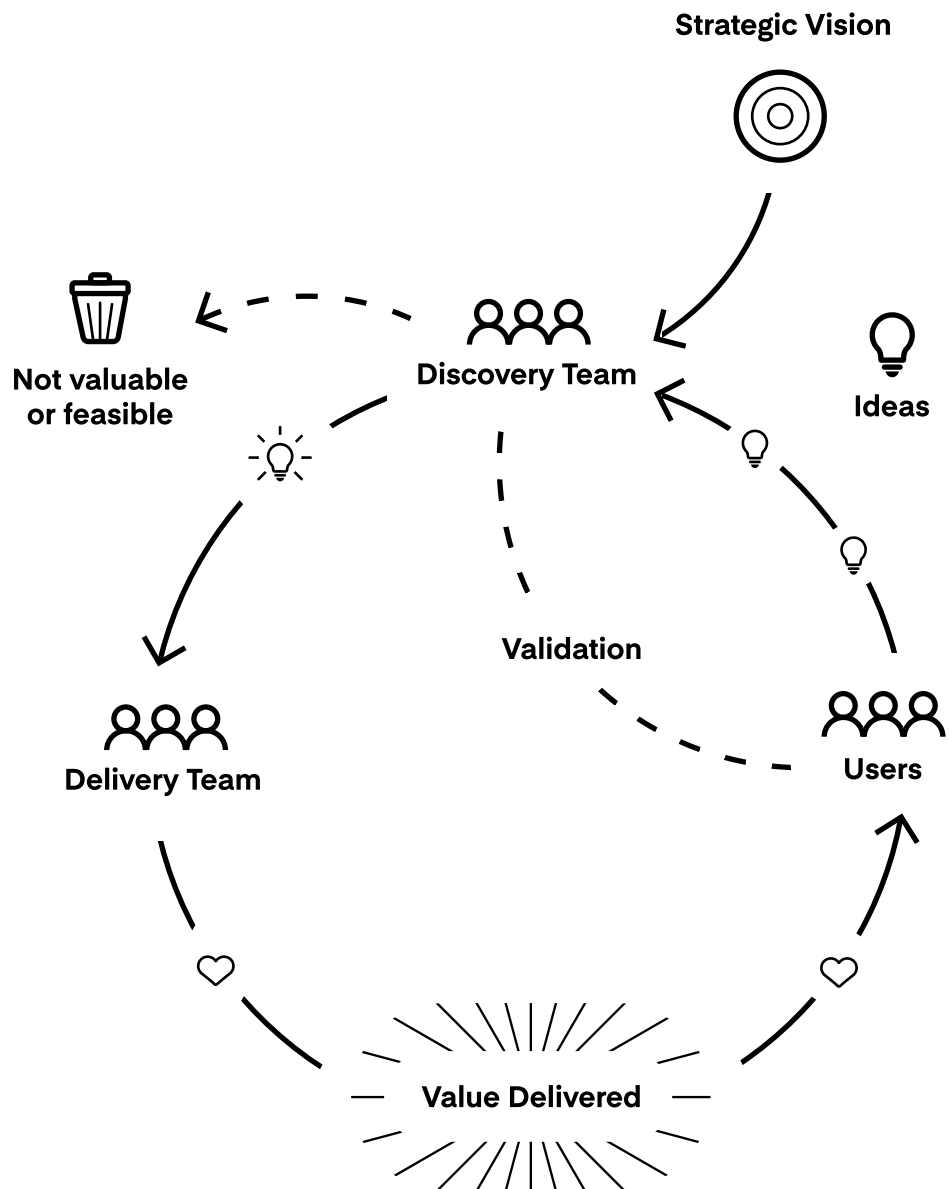 Strategic Vision
Discovery Team
Not valuable
or feasible
Ideas
Validation
Users
Delivery Team
Value Delivered